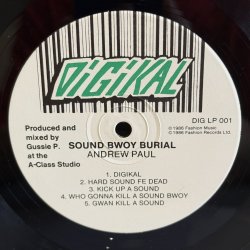 DiGiKAL
DIG LP 001
Produced and
mixed by
Gussie P.
at the
A-Class Studio
℗ 1986 Fashion Music
© 1986 Fashion Records Ltd
SOUND BWOY BURIAL
ANDREW PAUL
1. DIGIKAL
2. HARD SOUND FE DEAD
3. KICK UP A SOUND
4. WHO GONNA KILL A SOUND BWOY
5. GWAN KILL A SOUND